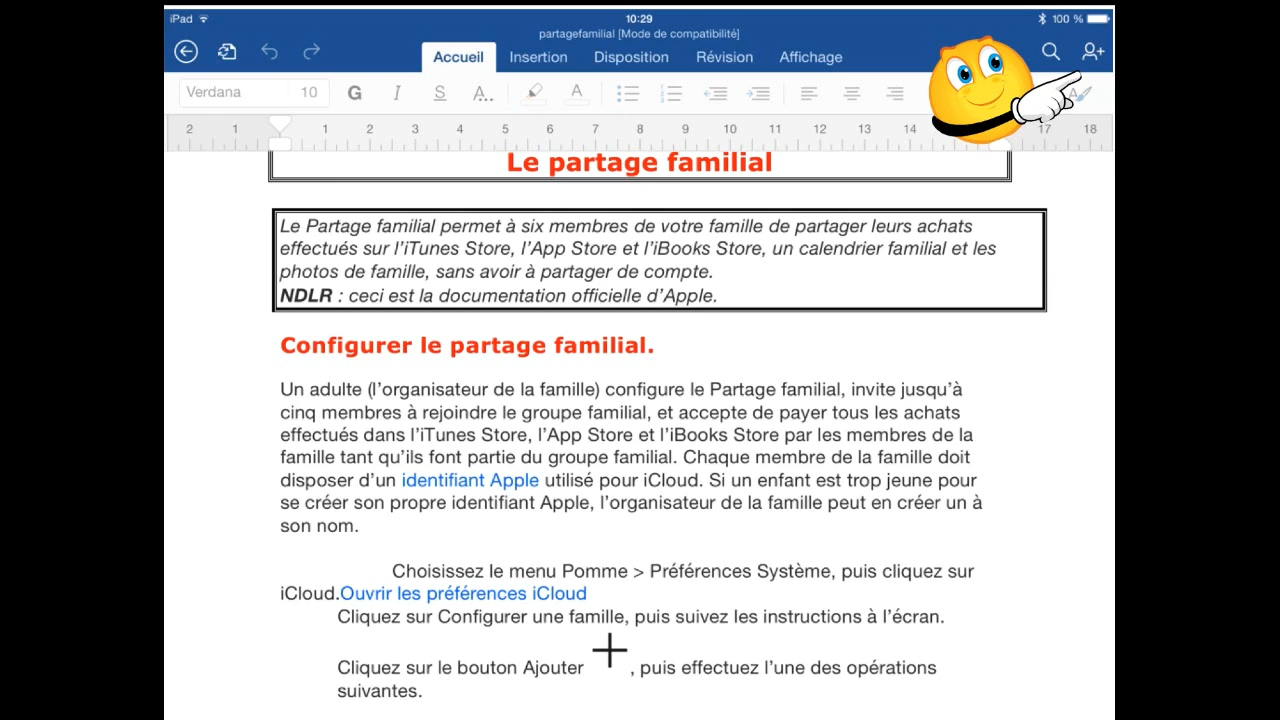 iPad 10:29 100 %
partagefamilial [Mode de compatibilité]
Accueil Insertion Disposition Révision Affichage
Verdana 10 G I S A... A
2 1 1 2 3 4 5 6 7 8 9 10 11 12 13 14 17 18
Le partage familial
Le Partage familial permet à six membres de votre famille de partager leurs achats
effectués sur l'iTunes Store, l'App Store et l'iBooks Store, un calendrier familial et les
photos de famille, sans avoir à partager de compte.
NDLR : ceci est la documentation officielle d'Apple.
Configurer le partage familial.
Un adulte (l'organisateur de la famille) configure le Partage familial, invite jusqu'à
cinq membres à rejoindre le groupe familial, et accepte de payer tous les achats
effectués dans l'iTunes Store, l'App Store et l'iBooks Store par les membres de la
famille tant qu'ils font partie du groupe familial. Chaque membre de la famille doit
disposer d'un identifiant Apple utilisé pour iCloud. Si un enfant est trop jeune pour
se créer son propre identifiant Apple, l'organisateur de la famille peut en créer un à
son nom.
Choisissez le menu Pomme > Préférences Système, puis cliquez sur
iCloud.Ouvrir les préférences iCloud
Cliquez sur Configurer une famille, puis suivez les instructions à l'écran.
Cliquez sur le bouton Ajouter + , puis effectuez l'une des opérations
suivantes.